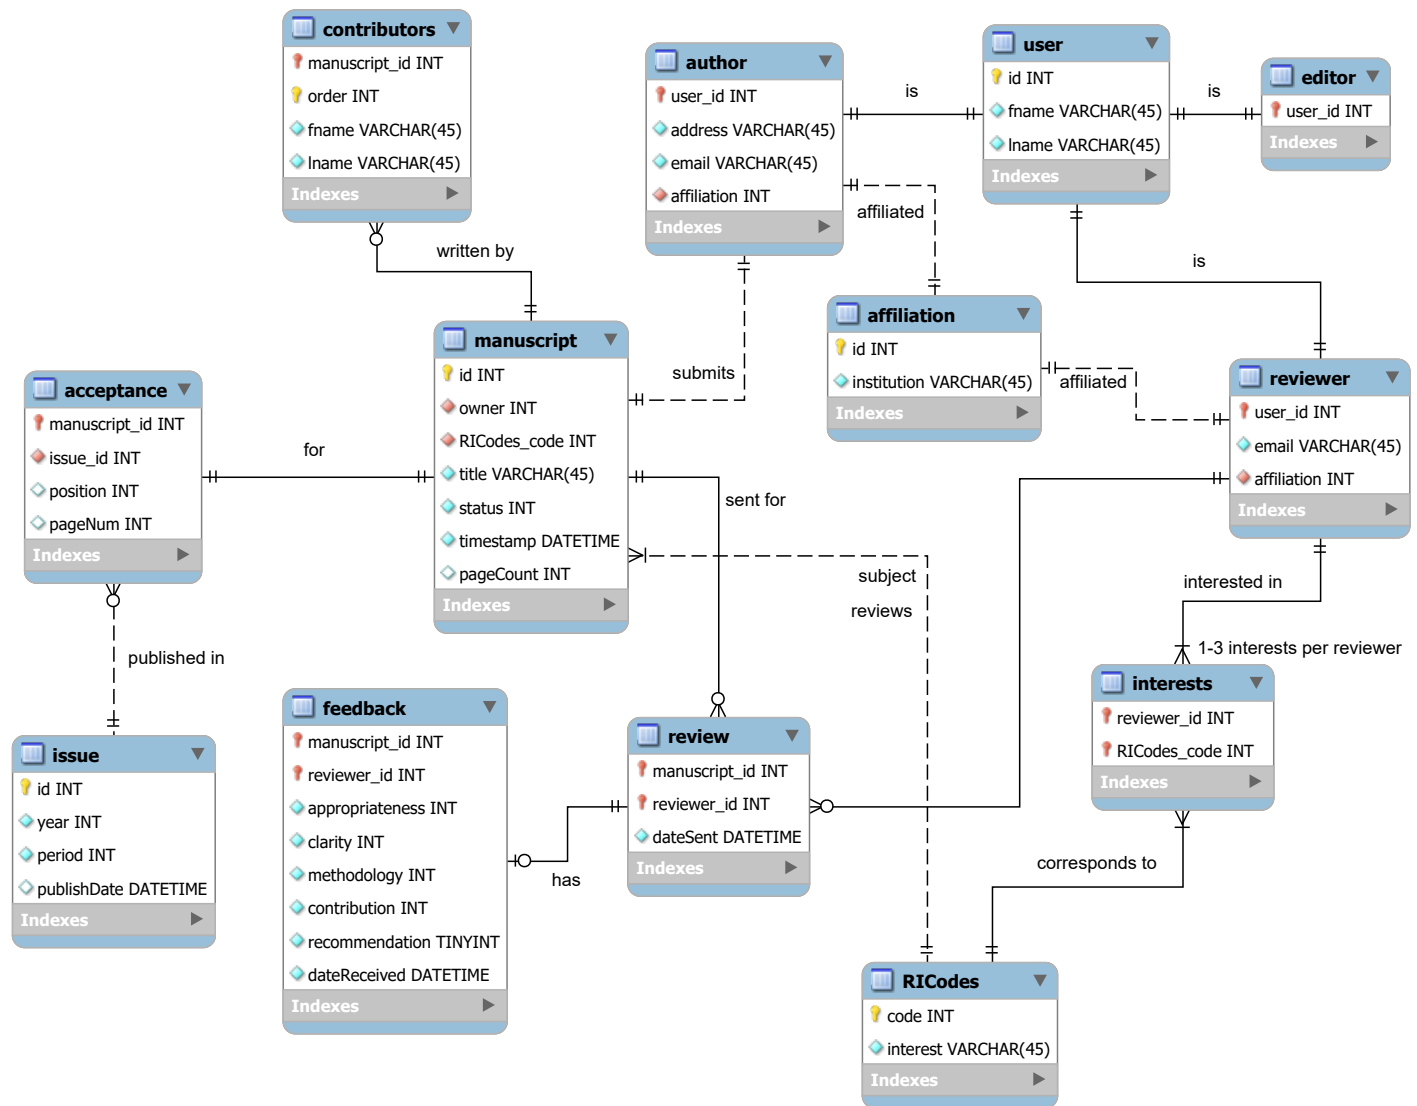 contributors
manuscript_id INT
order INT
fname VARCHAR(45)
lname VARCHAR(45)
Indexes
author
user_id INT
address VARCHAR(45)
email VARCHAR(45)
affiliation INT
Indexes
is
user
id INT
fname VARCHAR(45)
lname VARCHAR(45)
Indexes
is
editor
user_id INT
Indexes
written by
affiliated
is
submits
affiliation
id INT
institution VARCHAR(45)
Indexes
affiliated
reviewer
user_id INT
email VARCHAR(45)
affiliation INT
Indexes
manuscript
id INT
owner INT
RICodes_code INT
title VARCHAR(45)
status INT
timestamp DATETIME
pageCount INT
Indexes
acceptance
manuscript_id INT
issue_id INT
position INT
pageNum INT
Indexes
for
sent for
subject
reviews
interested in
1-3 interests per reviewer
published in
issue
id INT
year INT
period INT
publishDate DATETIME
Indexes
feedback
manuscript_id INT
reviewer_id INT
appropriateness INT
clarity INT
methodology INT
contribution INT
recommendation TINYINT
dateReceived DATETIME
Indexes
has
review
manuscript_id INT
reviewer_id INT
dateSent DATETIME
Indexes
interests
reviewer_id INT
RICodes_code INT
Indexes
corresponds to
RICodes
code INT
interest VARCHAR(45)
Indexes